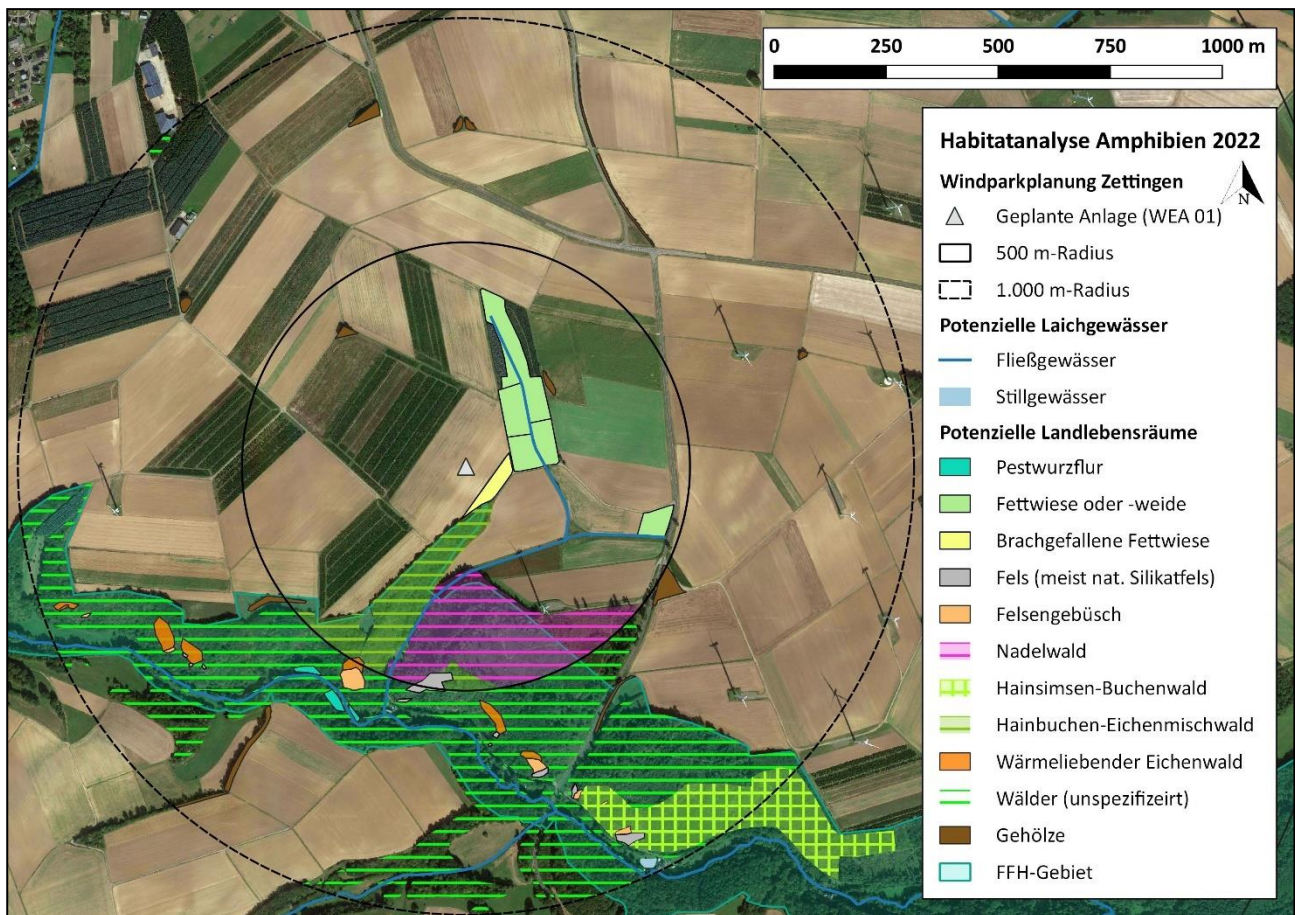 0 250 500 750 1000 m
Habitatanalyse Amphibien 2022
Windparkplanung Zettingen
N
Geplante Anlage (WEA 01)
500 m-Radius
1.000 m-Radius
Potenzielle Laichgewässer
Fließgewässer
Stillgewässer
Potenzielle Landlebensräume
Pestwurzflur
Fettwiese oder -weide
Brachgefallene Fettwiese
Fels (meist nat. Silikatfels)
Felsengebüsch
Nadelwald
Hainsimsen-Buchenwald
Hainbuchen-Eichenmischwald
Wärmeliebender Eichenwald
Wälder (unspezifizeirt)
Gehölze
FFH-Gebiet